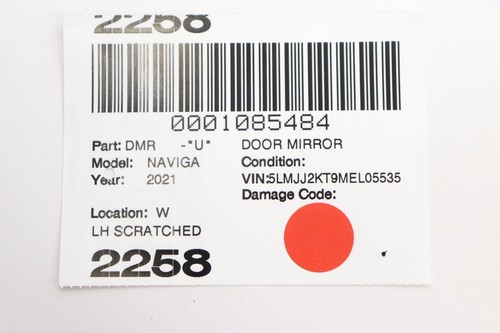 2258
0001085484
Part: DMR -*U* DOOR MIRROR
Model: NAVIGA Condition:
Year: 2021 VIN:5LMJJ2KT9MEL05535
Damage Code:
Location: W
LH SCRATCHED
2258